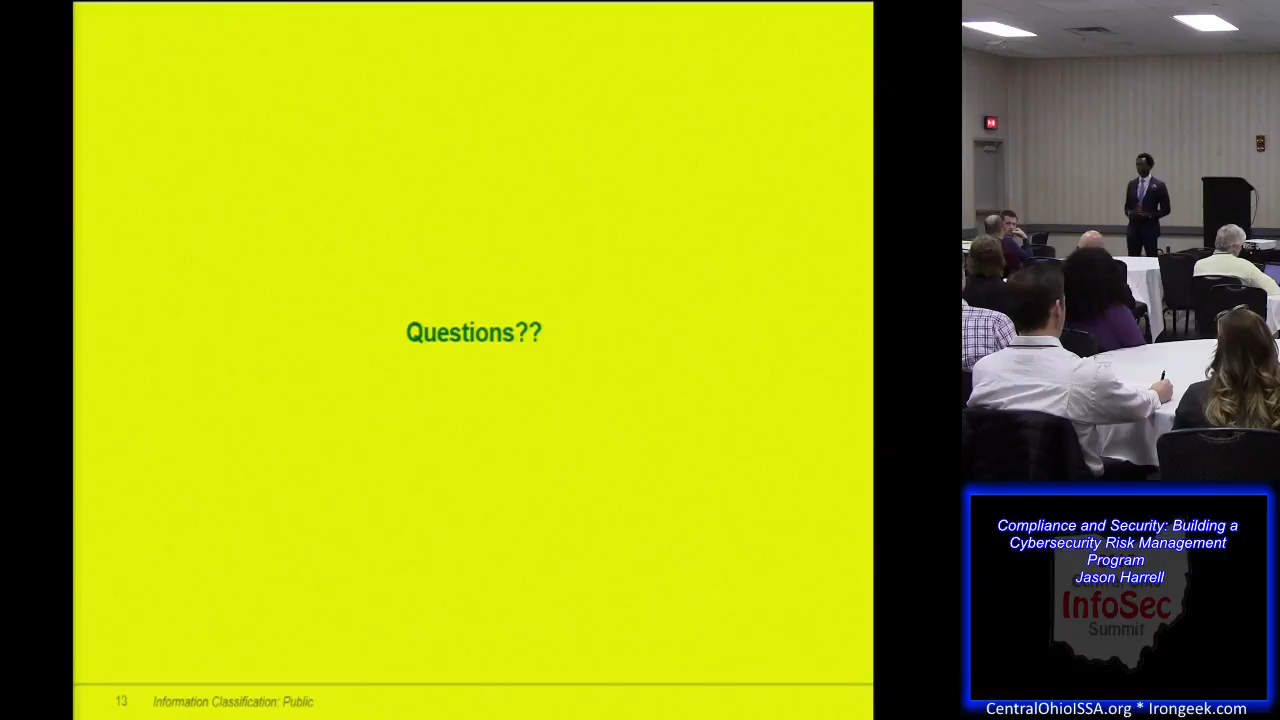 Questions??
13 Information Classification: Public
Compliance and Security: Building a
Cybersecurity Risk Management
Program
Jason Harrell
InfoSec
Summit
CentralOhioISSA.org * Irongeek.com